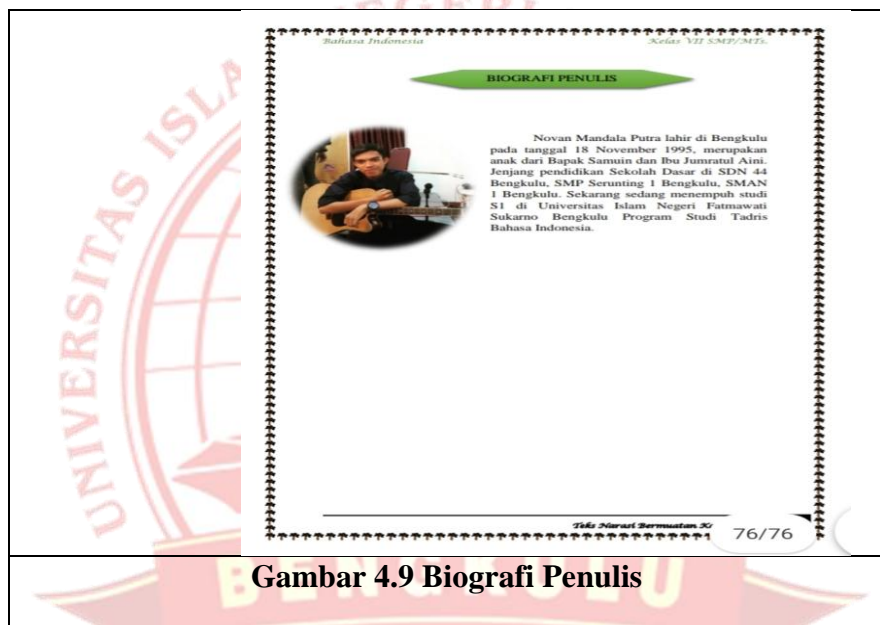 Bahasa Indonesia Kelas VII SMP/MTs.
BIOGRAFI PENULIS
Novan Mandala Putra lahir di Bengkulu
pada tanggal 18 November 1995, merupakan
anak dari Bapak Samuin dan Ibu Jumratul Aini.
Jenjang pendidikan Sekolah Dasar di SDN 44
Bengkulu, SMP Serunting 1 Bengkulu, SMAN
1 Bengkulu. Sekarang sedang menempuh studi
S1 di Universitas Islam Negeri Fatmawati
Sukarno Bengkulu Program Studi Tadris
Bahasa Indonesia.
Teks Narasi Bermuatan
76/76
Gambar 4.9 Biografi Penulis
UNIVERSITAS
BENGKULU